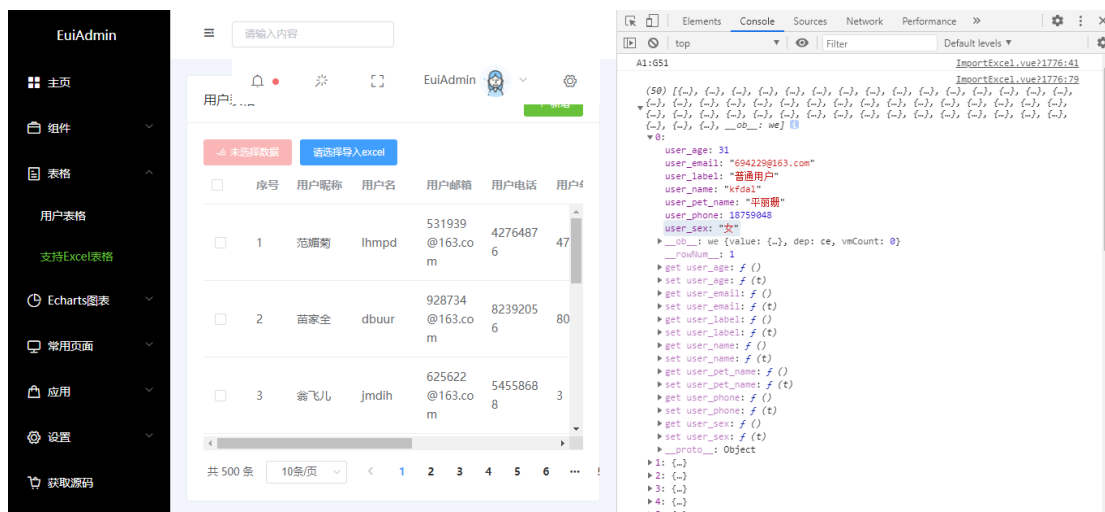 EuiAdmin
主页
组件
表格
用户表格
支持Excel表格
Echarts图表
常用页面
应用
设置
获取源码
请输入内容
EuiAdmin
未选择数据
请选择导入excel
序号 用户昵称 用户名 用户邮箱 用户电话
1 范媚菊 lhmpd 531939@163.com 42764876 47
2 苗家全 dbuur 928734@163.com 82392056 80
3 翁飞儿 jmdih 625622@163.com 54558688 3
共 500 条 10条/页 < 1 2 3 4 5 6 ···
Elements Console Sources Network Performance »
top Filter Default levels ▼
A1:G51 ImportExcel.vue?1776:41
ImportExcel.vue?1776:79
(50) [{…}, {…}, {…}, {…}, {…}, {…}, {…}, {…}, {…}, {…}, {…}, {…}, {…},
{…}, {…}, {…}, {…}, {…}, {…}, {…}, {…}, {…}, {…}, {…}, {…}, {…}, {…},
{…}, {…}, {…}, {…}, {…}, {…}, {…}, {…}, {…}, {…}, {…}, {…}, {…}, {…},
{…}, {…}, {…}, __ob__: we]
▼0:
user_age: 31
user_email: "694229@163.com"
user_label: "普通用户"
user_name: "kfdal"
user_pet_name: "平丽珊"
user_phone: 18759048
user_sex: "女"
▶__ob__: we {value: {…}, dep: ce, vmCount: 0}
__rowNum__: 1
▶get user_age: ƒ ()
▶set user_age: ƒ (t)
▶get user_email: ƒ ()
▶set user_email: ƒ (t)
▶get user_label: ƒ ()
▶set user_label: ƒ (t)
▶get user_name: ƒ ()
▶set user_name: ƒ (t)
▶get user_pet_name: ƒ ()
▶set user_pet_name: ƒ (t)
▶get user_phone: ƒ ()
▶set user_phone: ƒ (t)
▶get user_sex: ƒ ()
▶set user_sex: ƒ (t)
▶__proto__: Object
▶1: {…}
▶2: {…}
▶3: {…}
▶4: {…}